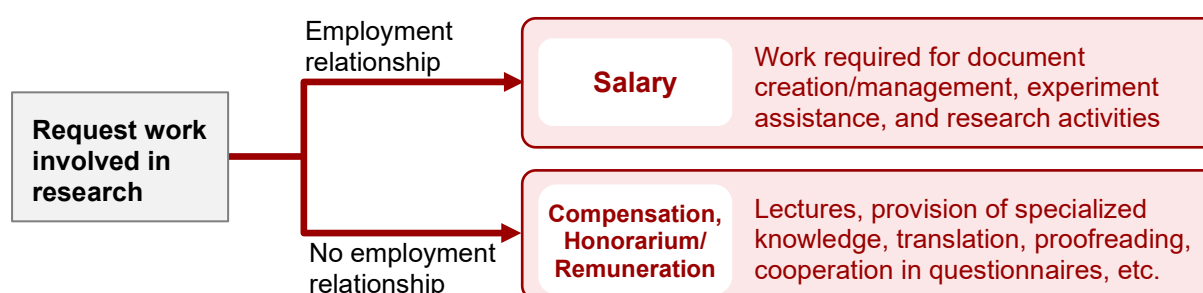 Request work
involved in
research
Employment
relationship
Salary
Work required for document
creation/management, experiment
assistance, and research activities
No employment
relationship
Compensation,
Honorarium/
Remuneration
Lectures, provision of specialized
knowledge, translation, proofreading,
cooperation in questionnaires, etc.